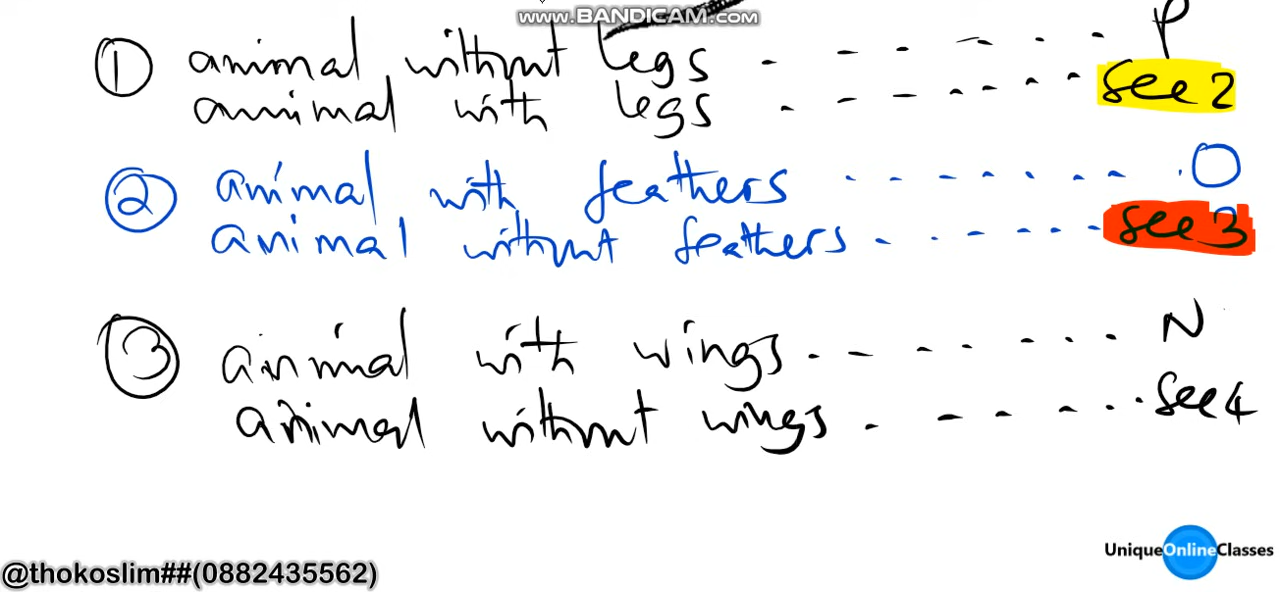 www.BANDICAM.com
① animal without legs - - - - - - - P
animal with legs - - - - - - - see 2
② animal with feathers - - - - - - - O
animal without feathers - - - - - - see 3
③ animal with wings - - - - - - - N
animal without wings - - - - - see 4
UniqueOnlineClasses
@thokoslim##(0882435562)